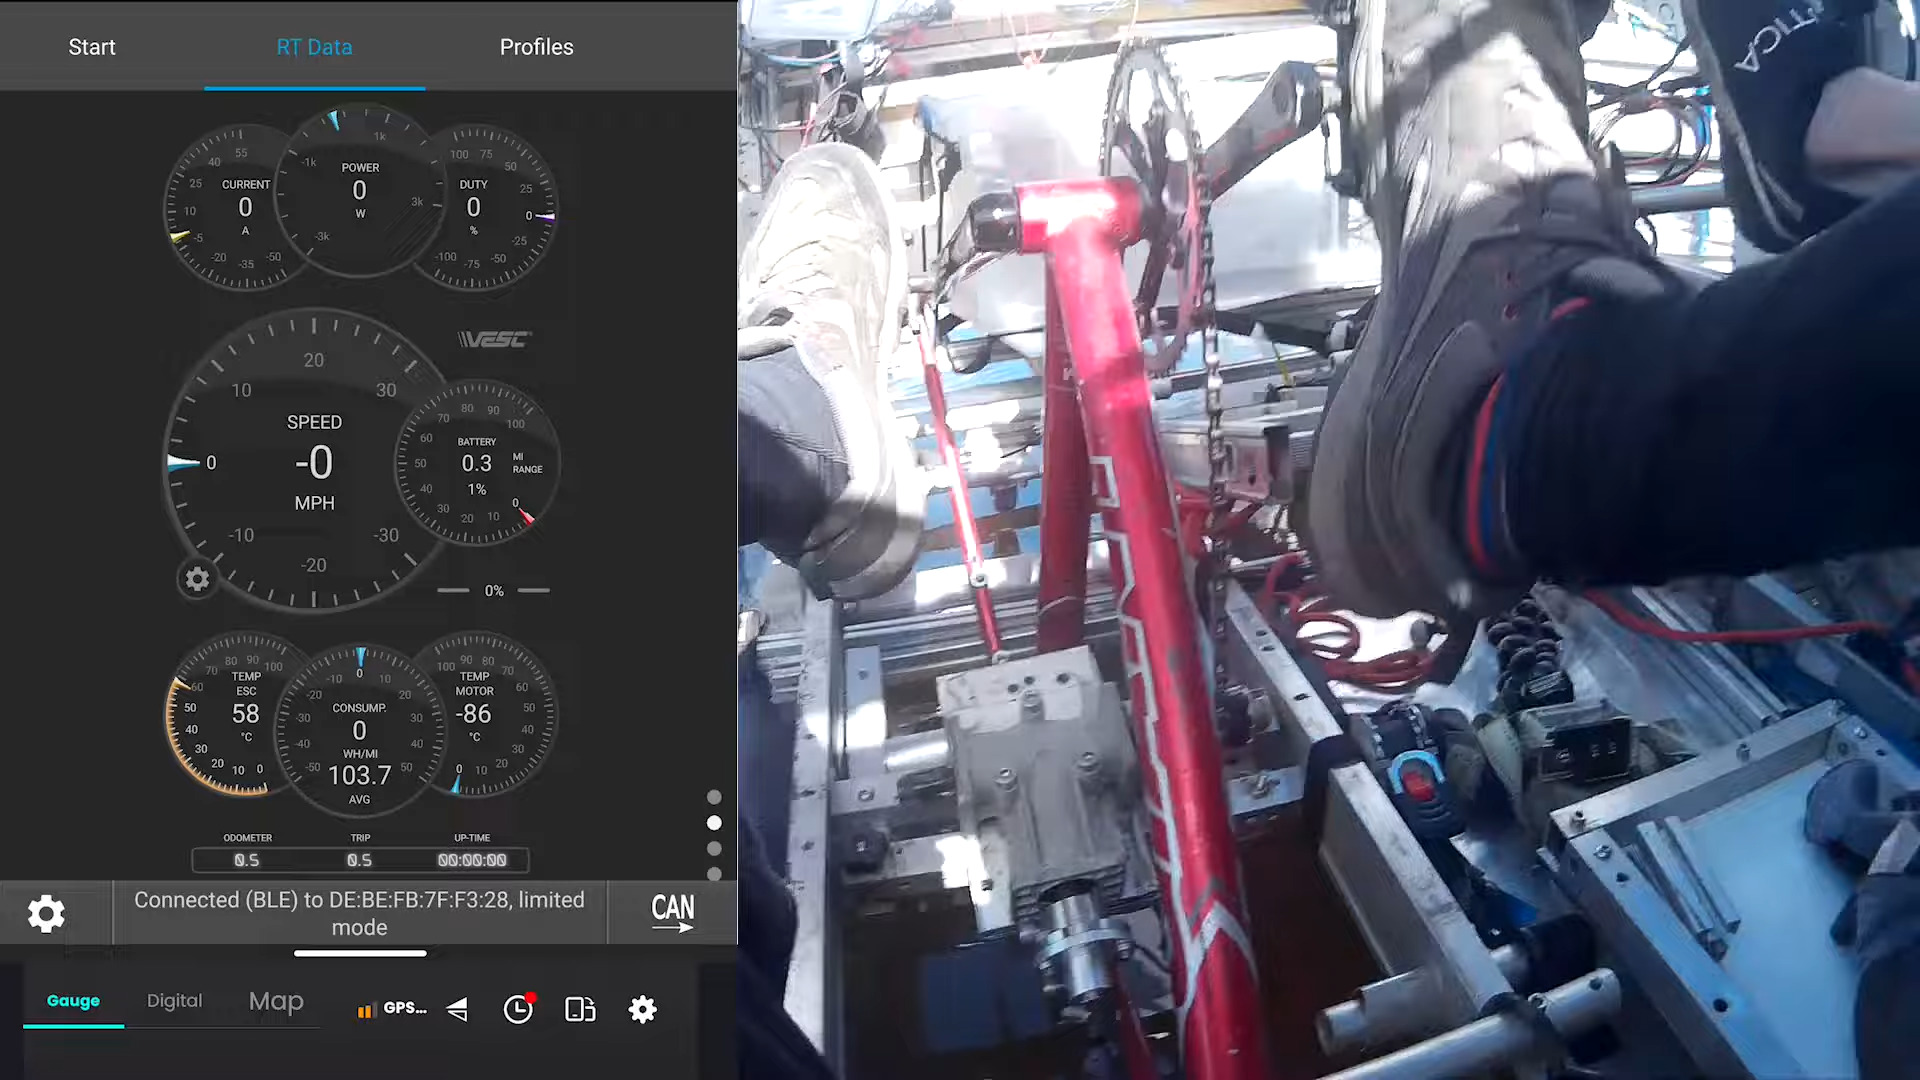 Start RT Data Profiles
55
40
25
10
-5
-20 -35 -50
CURRENT
0
A
-1k 1k
3k
-3k
POWER
0
W
100 75
50
25
0
-25
-100 -75 -50
DUTY
0
%
VESC
20
10 30
SPEED
0 -0
MPH
-10 -30
-20
80 90
70 100
60
50
40
30 20 10 0
BATTERY
0.3 MI
RANGE
1%
0%
80 90 100
70
60
50
40
30
20 10 0
TEMP
ESC
58
°C
0
-10 10
-20 20
-30 30
-40 40
-50 50
CONSUMP.
0
WH/MI
103.7
AVG
100 90 80
70
60
50
40
30
0 10 20
TEMP
MOTOR
-86
°C
ODOMETER TRIP UP-TIME
0.5 0.5 00:00:00
Connected (BLE) to DE:BE:FB:7F:F3:28, limited
mode
CAN
Gauge Digital Map GPS...